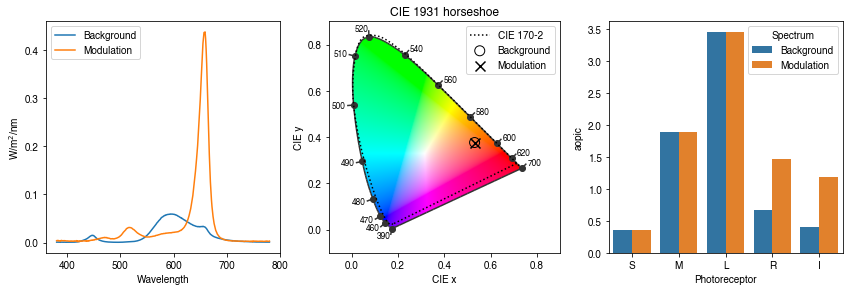 Background
Modulation
W/m²/nm
0.4
0.3
0.2
0.1
0.0
400
500
600
700
800
Wavelength
CIE 1931 horseshoe
CIE 170-2
Background
Modulation
CIE y
0.8
0.6
0.4
0.2
0.0
520
510
540
560
500
580
600
620
700
490
480
470
460
390
0.0
0.2
0.4
0.6
0.8
CIE x
Spectrum
Background
Modulation
aopic
3.5
3.0
2.5
2.0
1.5
1.0
0.5
0.0
S
M
L
R
I
Photoreceptor